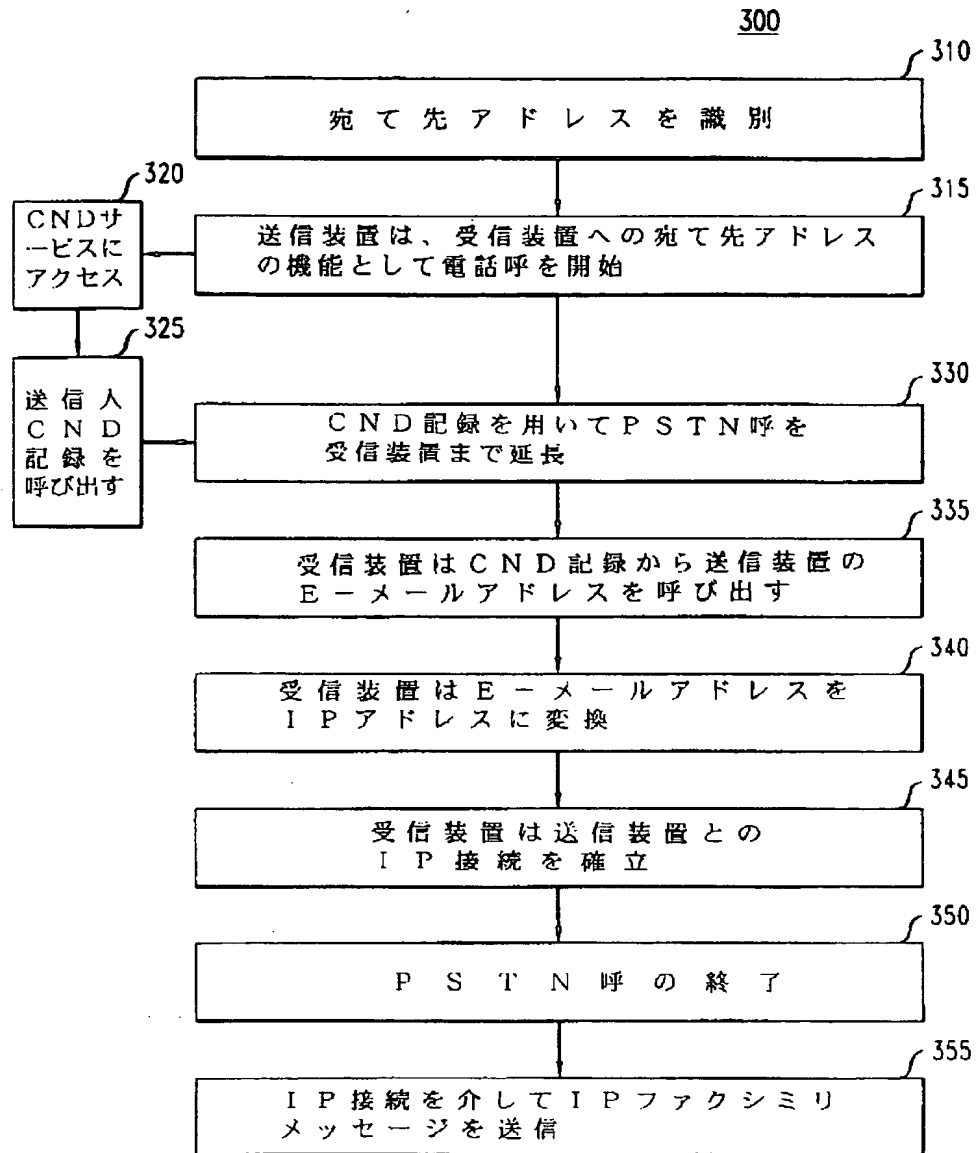 300
310
宛て先アドレスを識別
320
CNDサ
ービスに
アクセス
315
送信装置は、受信装置への宛て先アドレス
の機能として電話呼を開始
325
送信人
CND
記録を
呼び出す
330
CND記録を用いてPSTN呼を
受信装置まで延長
335
受信装置はCND記録から送信装置の
E-メールアドレスを呼び出す
340
受信装置はE-メールアドレスを
IPアドレスに変換
345
受信装置は送信装置との
IP接続を確立
350
PSTN呼の終了
355
IP接続を介してIPファクシミリ
メッセージを送信